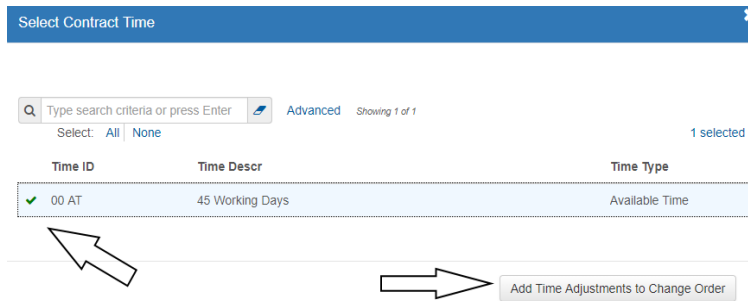 Select Contract Time
Type search criteria or press Enter Advanced Showing 1 of 1
Select: All None 1 selected
Time ID Time Descr Time Type
00 AT 45 Working Days Available Time
Add Time Adjustments to Change Order